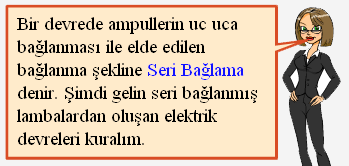 Bir devrede ampullerin uc uca
bağlanması ile elde edilen
bağlanma şekline Seri Bağlama
denir. Şimdi gelin seri bağlanmış
lambalardan oluşan elektrik
devreleri kuralım.